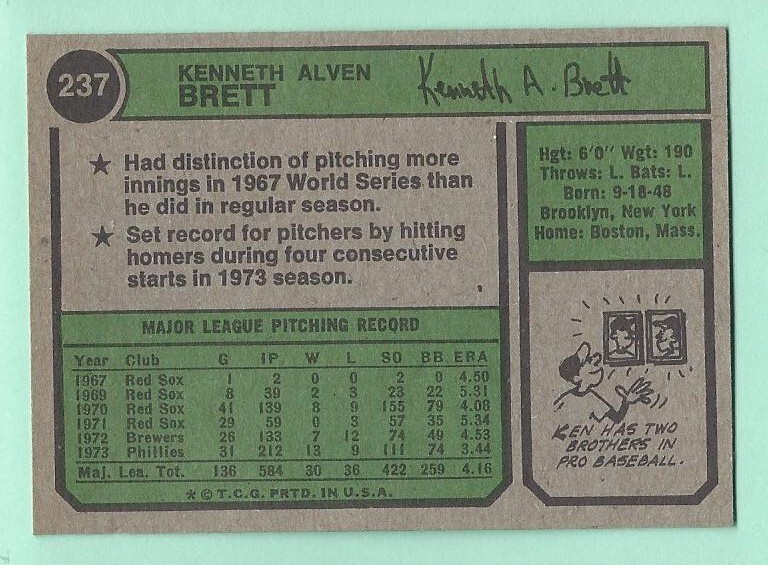 237
KENNETH ALVEN
BRETT
Kenneth A. Brett
★ Had distinction of pitching more
innings in 1967 World Series than
he did in regular season.
★ Set record for pitchers by hitting
homers during four consecutive
starts in 1973 season.
Hgt: 6'0" Wgt: 190
Throws: L. Bats: L.
Born: 9-18-48
Brooklyn, New York
Home: Boston, Mass.
MAJOR LEAGUE PITCHING RECORD
Year Club G IP W L SO BB ERA
1967 Red Sox 1 2 0 0 2 0 4.50
1969 Red Sox 8 39 2 3 23 22 5.31
1970 Red Sox 41 139 8 9 155 79 4.08
1971 Red Sox 29 59 0 3 57 35 5.34
1972 Brewers 26 133 7 12 74 49 4.53
1973 Phillies 31 212 13 9 111 74 3.44
Maj. Lea. Tot. 136 584 30 36 422 259 4.16
* © T.C.G. PRTD. IN U.S.A.
KEN HAS TWO
BROTHERS IN
PRO BASEBALL.